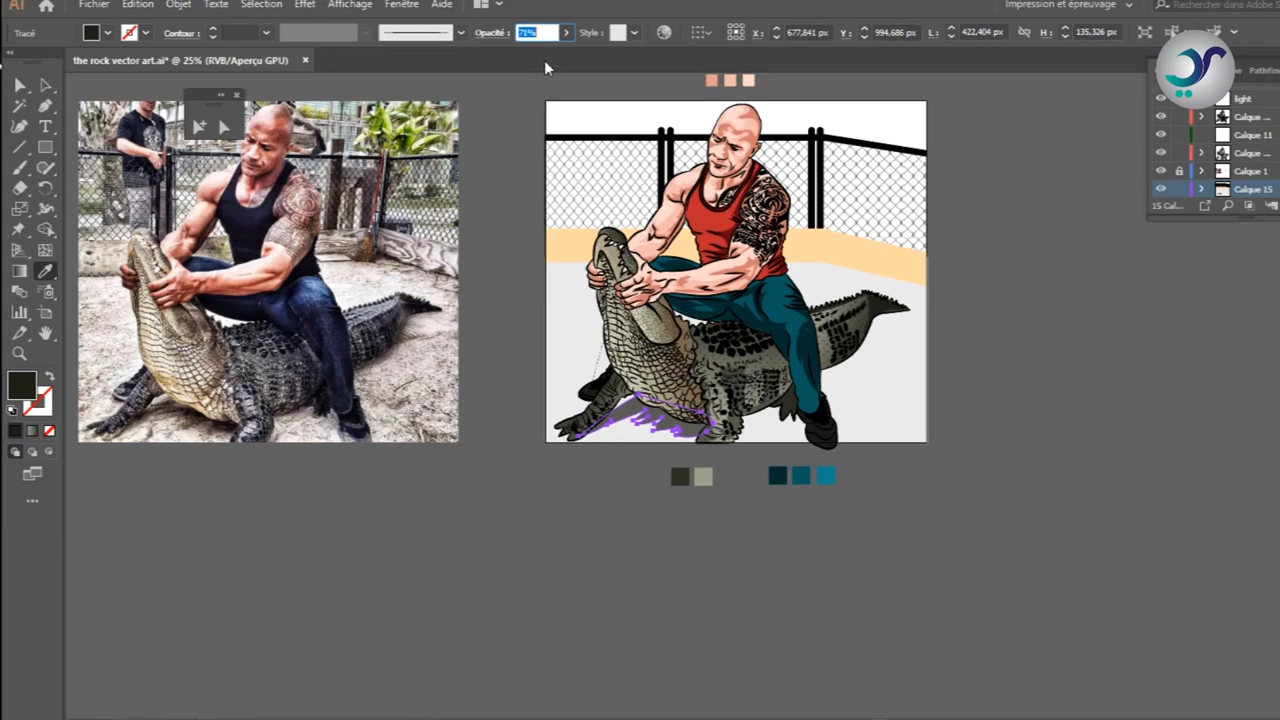 Ai Fichier Edition Objet Texte Sélection Effet Affichage Fenêtre Aide Impression et épreuvage Rechercher dans Adobe S
Tracé Contour : Opacité : 71% Style : X : 677,841 px Y : 994,686 px L : 422,404 px H : 135,326 px
the rock vector art.ai* @ 25% (RVB/Aperçu GPU) ×
Pathfin
light
Calque ...
Calque 11
Calque ...
Calque 1
Calque 15
15 Cal...